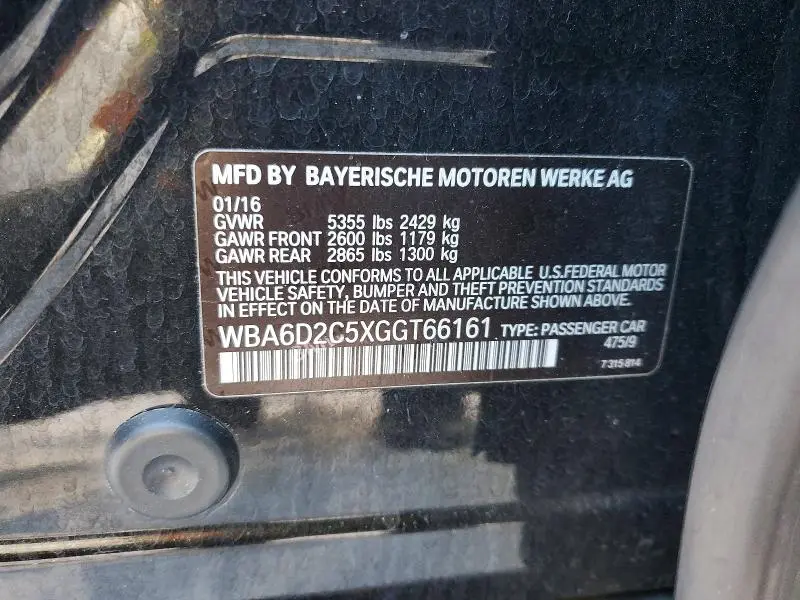 MFD BY BAYERISCHE MOTOREN WERKE AG
01/16
GVWR 5355 lbs 2429 kg
GAWR FRONT 2600 lbs 1179 kg
GAWR REAR 2865 lbs 1300 kg
THIS VEHICLE CONFORMS TO ALL APPLICABLE U.S.FEDERAL MOTOR
VEHICLE SAFETY, BUMPER AND THEFT PREVENTION STANDARDS
IN EFFECT ON THE DATE OF MANUFACTURE SHOWN ABOVE.
WBA6D2C5XGGT66161 TYPE: PASSENGER CAR
475/9
7315814